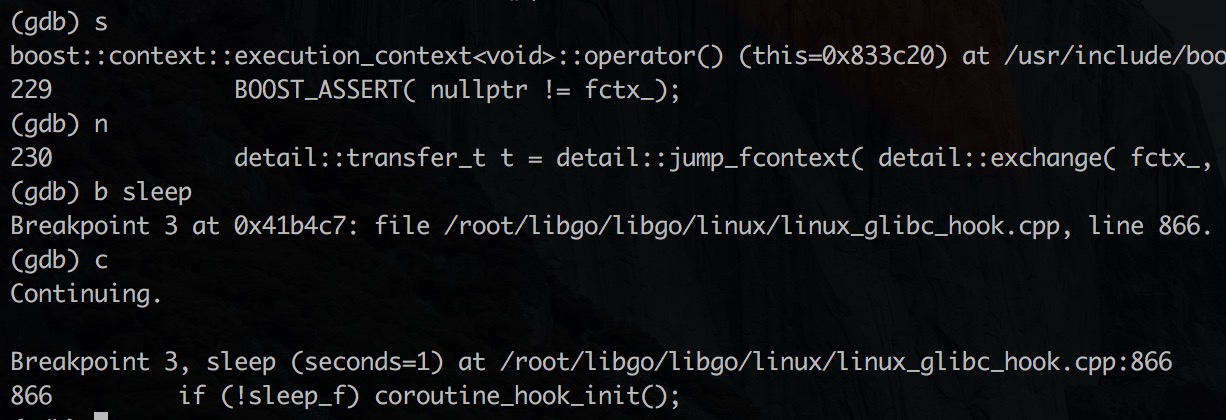 (gdb) s
boost::context::execution_context<void>::operator() (this=0x833c20) at /usr/include/boo
229 BOOST_ASSERT( nullptr != fctx_);
(gdb) n
230 detail::transfer_t t = detail::jump_fcontext( detail::exchange( fctx_,
(gdb) b sleep
Breakpoint 3 at 0x41b4c7: file /root/libgo/libgo/linux/linux_glibc_hook.cpp, line 866.
(gdb) c
Continuing.
Breakpoint 3, sleep (seconds=1) at /root/libgo/libgo/linux/linux_glibc_hook.cpp:866
866 if (!sleep_f) coroutine_hook_init();